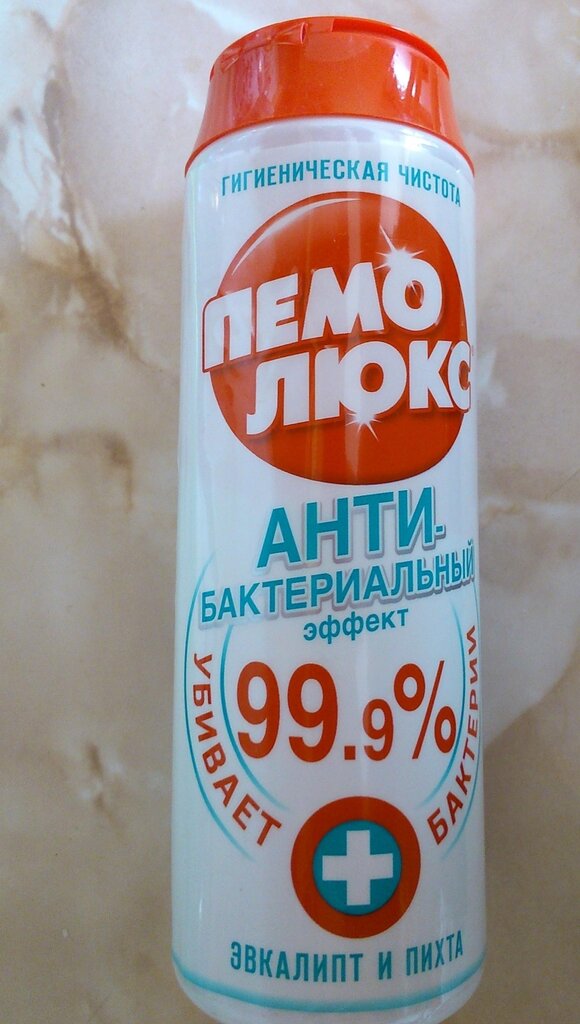 ГИГИЕНИЧЕСКАЯ ЧИСТОТА
ПЕМО
ЛЮКС
АНТИ-
БАКТЕРИАЛЬНЫЙ
эффект
УБИВАЕТ
99.9%
БАКТЕРИИ
ЭВКАЛИПТ И ПИХТА